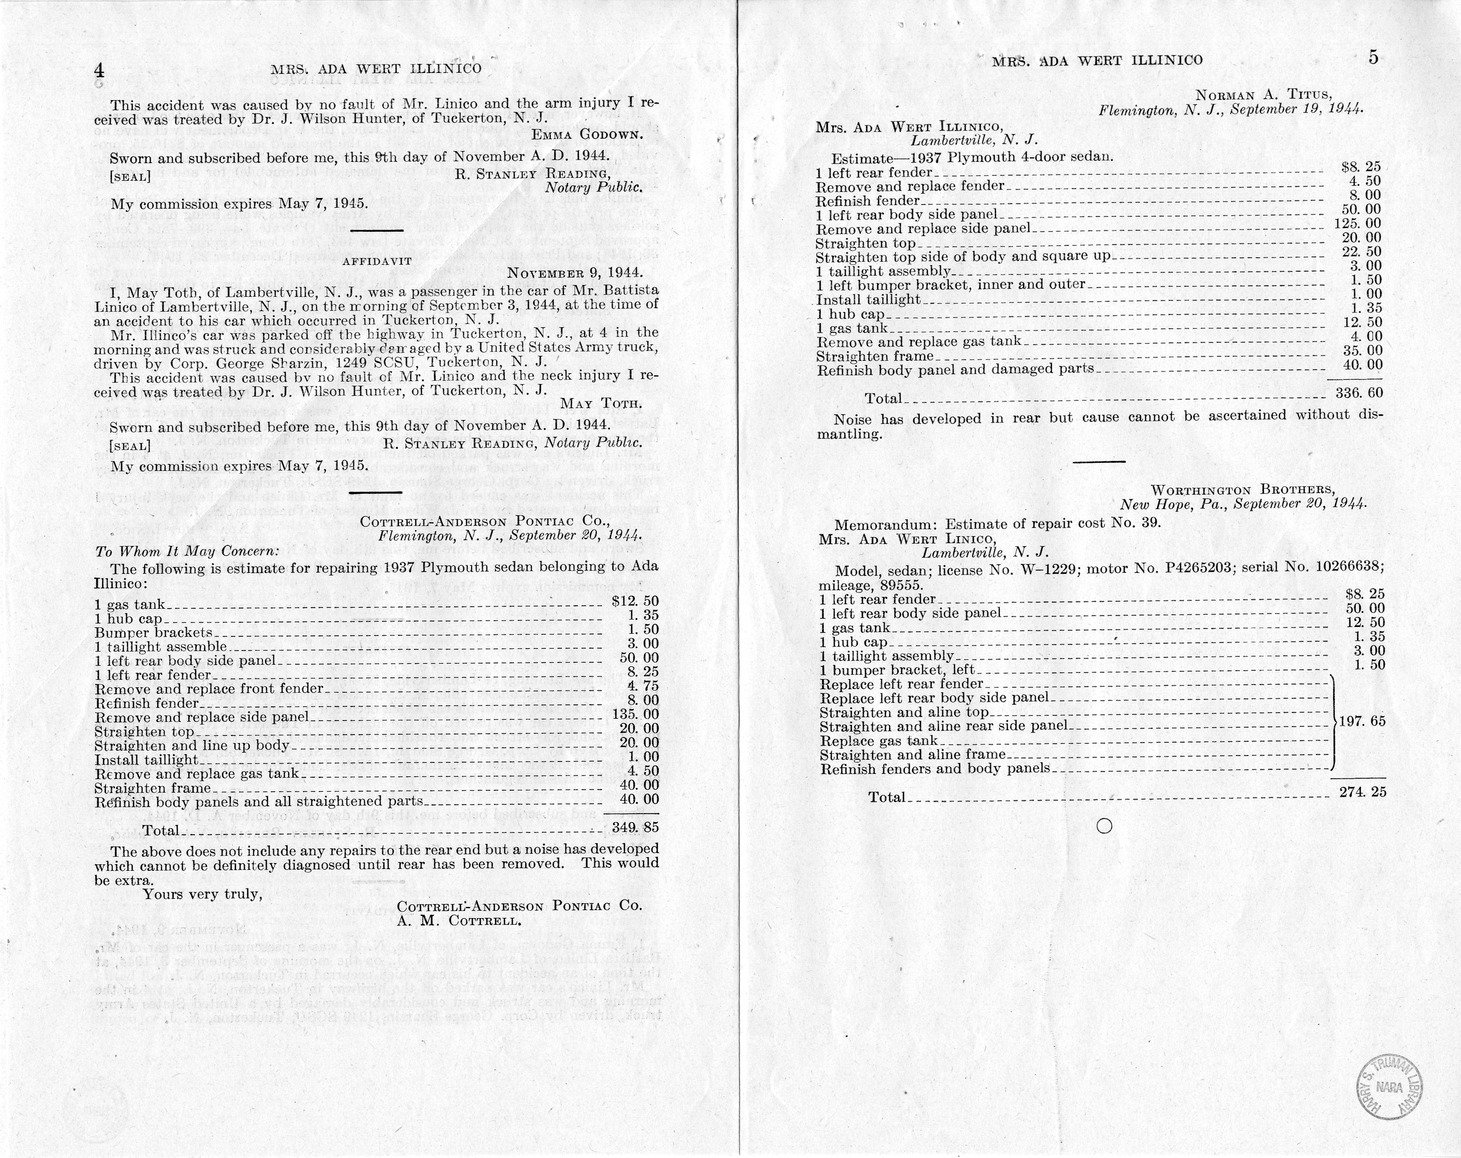 4
MRS. ADA WERT ILLINICO
This accident was caused by no fault of Mr. Linico and the arm injury I re-
ceived was treated by Dr. J. Wilson Hunter, of Tuckerton, N. J.
EMMA GODOWN.
Sworn and subscribed before me, this 9th day of November A. D. 1944.
[SEAL] R. STANLEY READING,
Notary Public.
My commission expires May 7, 1945.
AFFIDAVIT
NOVEMBER 9, 1944.
I, May Toth, of Lambertville, N. J., was a passenger in the car of Mr. Battista
Linico of Lambertville, N. J., on the morning of September 3, 1944, at the time of
an accident to his car which occurred in Tuckerton, N. J.
Mr. Illinco's car was parked off the highway in Tuckerton, N. J., at 4 in the
morning and was struck and considerably damaged by a United States Army truck,
driven by Corp. George Sharzin, 1249 SCSU, Tuckerton, N. J.
This accident was caused by no fault of Mr. Linico and the neck injury I re-
ceived was treated by Dr. J. Wilson Hunter, of Tuckerton, N. J.
MAY TOTH.
Sworn and subscribed before me, this 9th day of November A. D. 1944.
[SEAL] R. STANLEY READING, Notary Public.
My commission expires May 7, 1945.
COTTRELL-ANDERSON PONTIAC CO.,
Flemington, N. J., September 20, 1944.
To Whom It May Concern:
The following is estimate for repairing 1937 Plymouth sedan belonging to Ada
Illinico:
1 gas tank $12. 50
1 hub cap 1. 35
Bumper brackets 1. 50
1 taillight assemble 3. 00
1 left rear body side panel 50. 00
1 left rear fender 8. 25
Remove and replace front fender 4. 75
Refinish fender 8. 00
Remove and replace side panel 135. 00
Straighten top 20. 00
Straighten and line up body 20. 00
Install taillight 1. 00
Remove and replace gas tank 4. 50
Straighten frame 40. 00
Refinish body panels and all straightened parts 40. 00
Total 349. 85
The above does not include any repairs to the rear end but a noise has developed
which cannot be definitely diagnosed until rear has been removed. This would
be extra.
Yours very truly,
COTTRELL-ANDERSON PONTIAC CO.
A. M. COTTRELL.
MRS. ADA WERT ILLINICO
5
NORMAN A. TITUS,
Flemington, N. J., September 19, 1944.
Mrs. ADA WERT ILLINICO,
Lambertville, N. J.
Estimate—1937 Plymouth 4-door sedan.
1 left rear fender $8. 25
Remove and replace fender 4. 50
Refinish fender 8. 00
1 left rear body side panel 50. 00
Remove and replace side panel 125. 00
Straighten top 20. 00
Straighten top side of body and square up 22. 50
1 taillight assembly 3. 00
1 left bumper bracket, inner and outer 1. 50
Install taillight 1. 00
1 hub cap 1. 35
1 gas tank 12. 50
Remove and replace gas tank 4. 00
Straighten frame 35. 00
Refinish body panel and damaged parts 40. 00
Total 336. 60
Noise has developed in rear but cause cannot be ascertained without dis-
mantling.
WORTHINGTON BROTHERS,
New Hope, Pa., September 20, 1944.
Memorandum: Estimate of repair cost No. 39.
Mrs. ADA WERT LINICO,
Lambertville, N. J.
Model, sedan; license No. W-1229; motor No. P4265203; serial No. 10266638;
mileage, 89555.
1 left rear fender $8. 25
1 left rear body side panel 50. 00
1 gas tank 12. 50
1 hub cap 1. 35
1 taillight assembly 3. 00
1 bumper bracket, left 1. 50
Replace left rear fender
Replace left rear body side panel
Straighten and aline top
Straighten and aline rear side panel 197. 65
Replace gas tank
Straighten and aline frame
Refinish fenders and body panels
Total 274. 25
HARRY S. TRUMAN LIBRARY
NARA